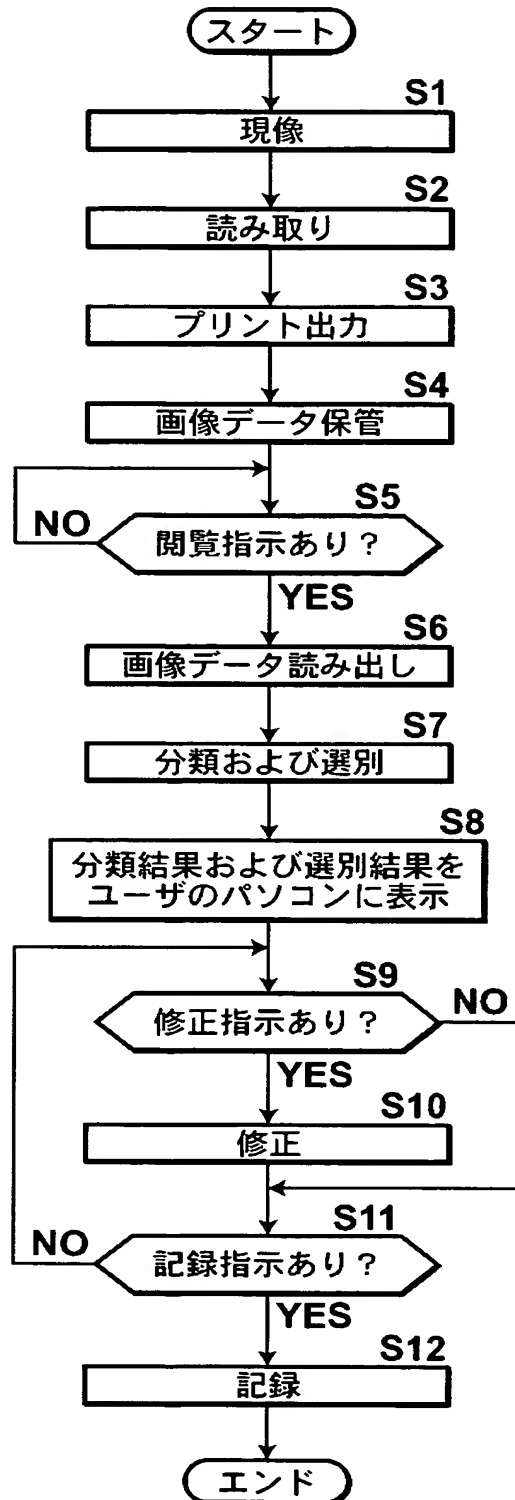 スタート
S1
現像
S2
読み取り
S3
プリント出力
S4
画像データ保管
S5
NO
閲覧指示あり？
YES
S6
画像データ読み出し
S7
分類および選別
S8
分類結果および選別結果を
ユーザのパソコンに表示
S9
NO
修正指示あり？
YES
S10
修正
S11
NO
記録指示あり？
YES
S12
記録
エンド